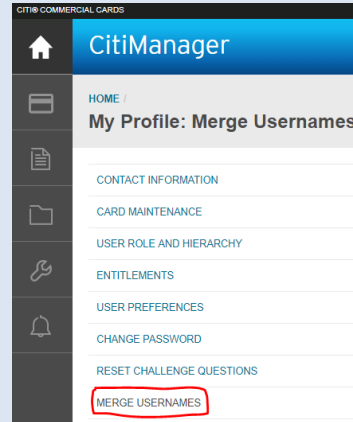 CITI® COMMERCIAL CARDS
CitiManager
HOME /
My Profile: Merge Usernames
CONTACT INFORMATION
CARD MAINTENANCE
USER ROLE AND HIERARCHY
ENTITLEMENTS
USER PREFERENCES
CHANGE PASSWORD
RESET CHALLENGE QUESTIONS
MERGE USERNAMES